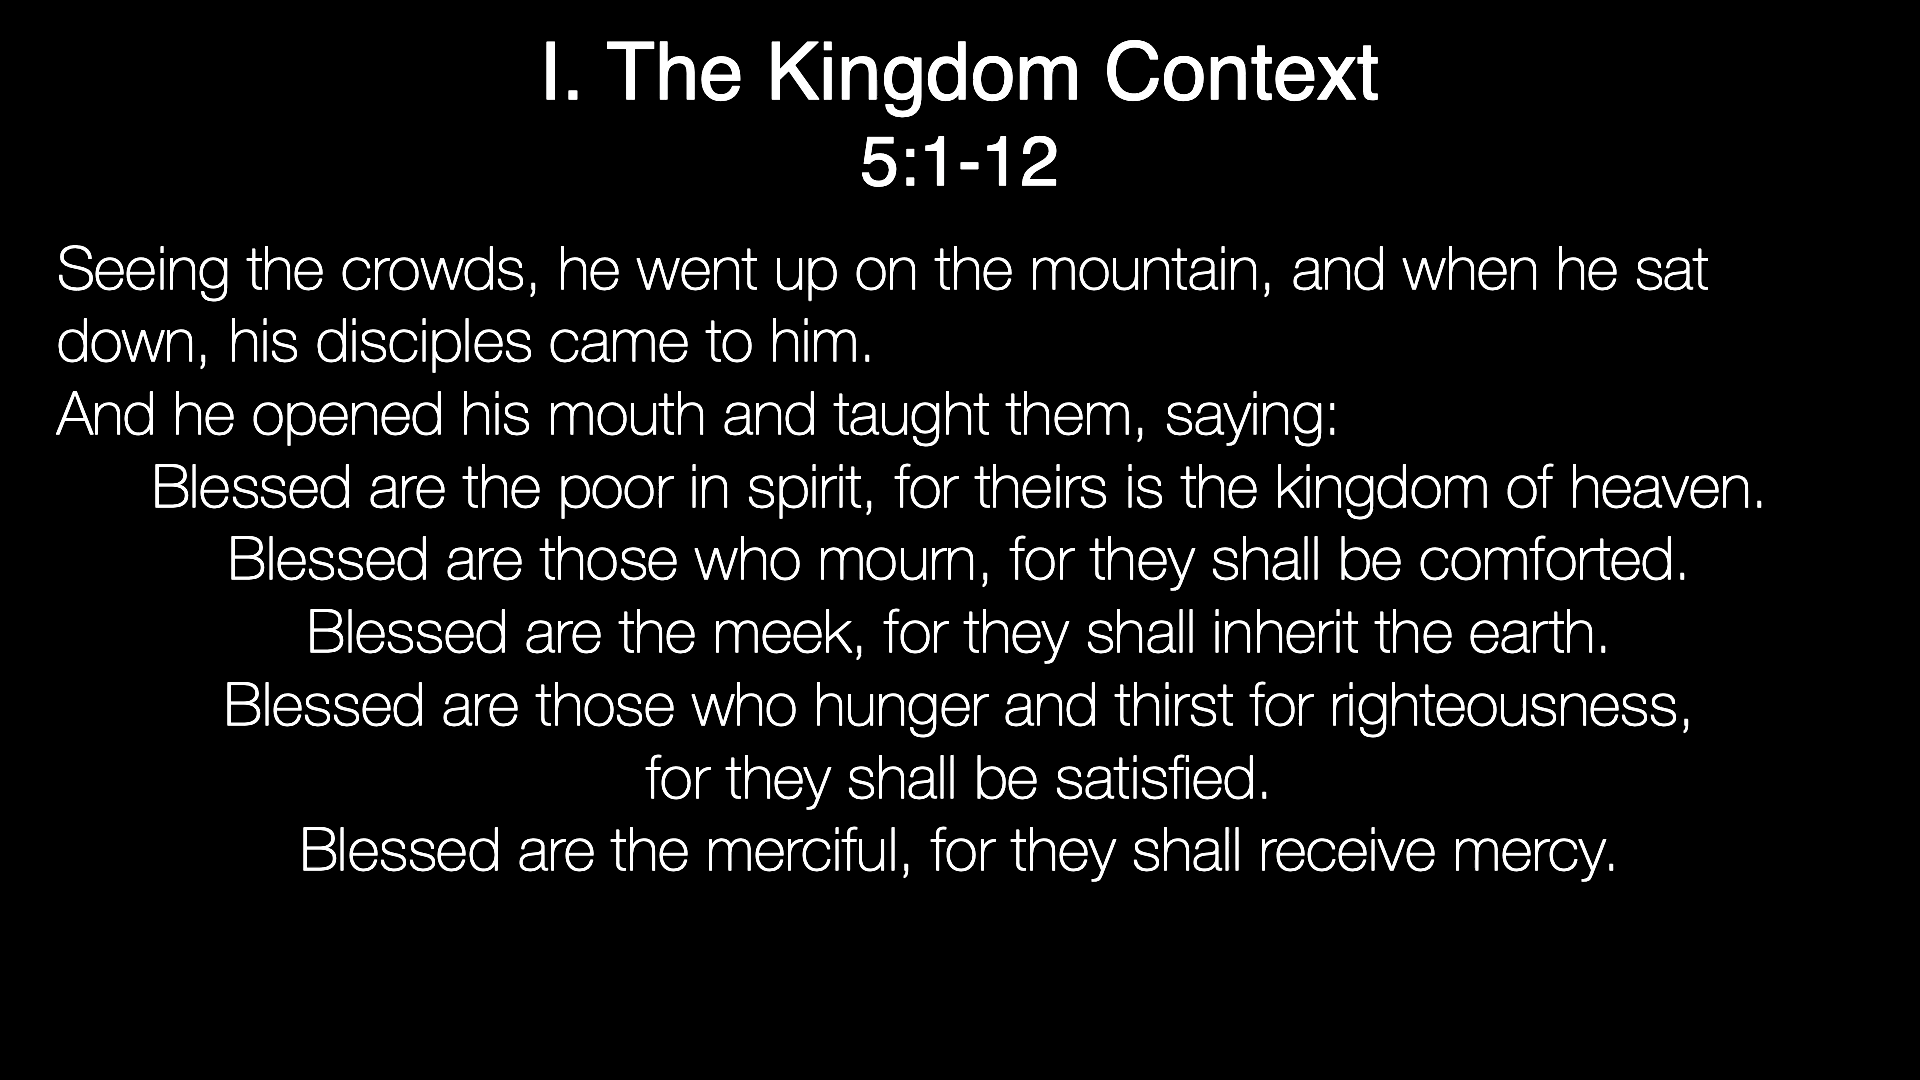 I. The Kingdom Context
5:1-12
Seeing the crowds, he went up on the mountain, and when he sat
down, his disciples came to him.
And he opened his mouth and taught them, saying:
Blessed are the poor in spirit, for theirs is the kingdom of heaven.
Blessed are those who mourn, for they shall be comforted.
Blessed are the meek, for they shall inherit the earth.
Blessed are those who hunger and thirst for righteousness,
for they shall be satisfied.
Blessed are the merciful, for they shall receive mercy.